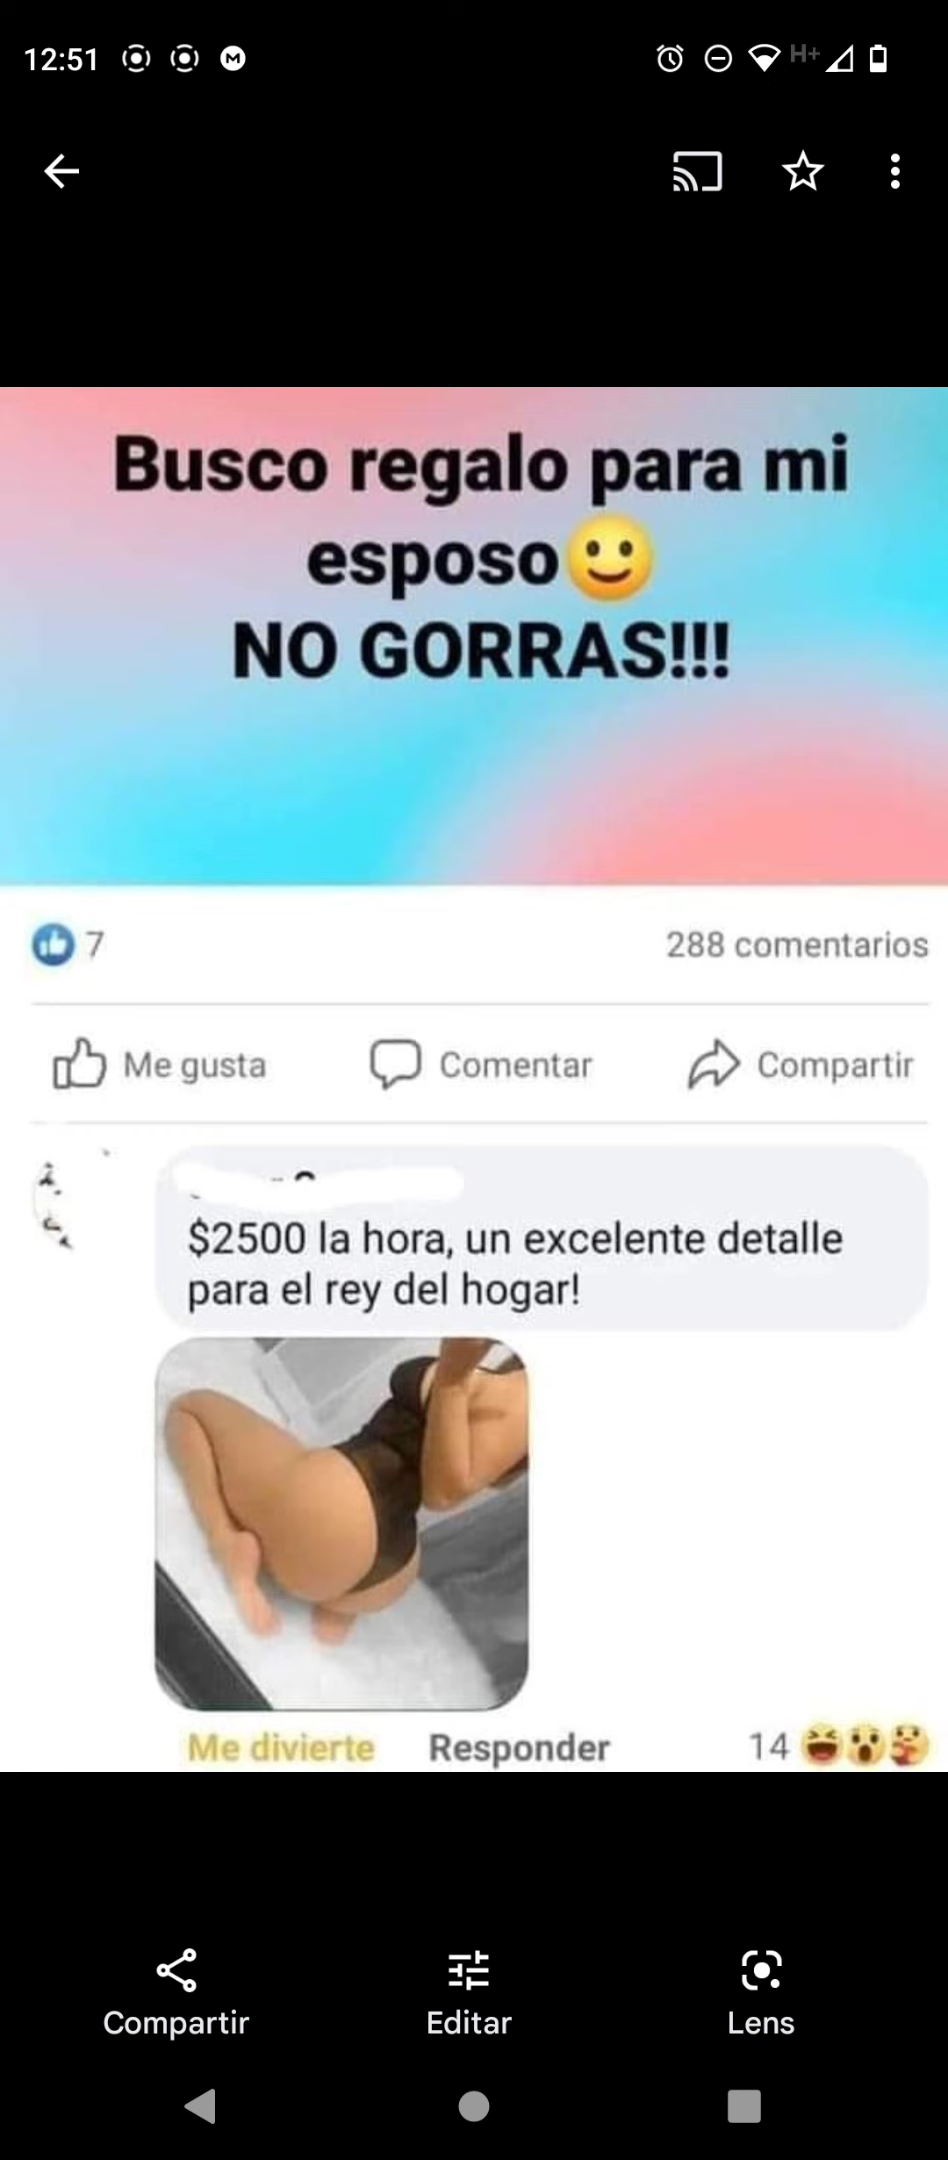 12:51
H+
Busco regalo para mi
esposo🙂
NO GORRAS!!!
7
288 comentarios
Me gusta
Comentar
Compartir
$2500 la hora, un excelente detalle
para el rey del hogar!
Me divierte
Responder
14
Compartir
Editar
Lens